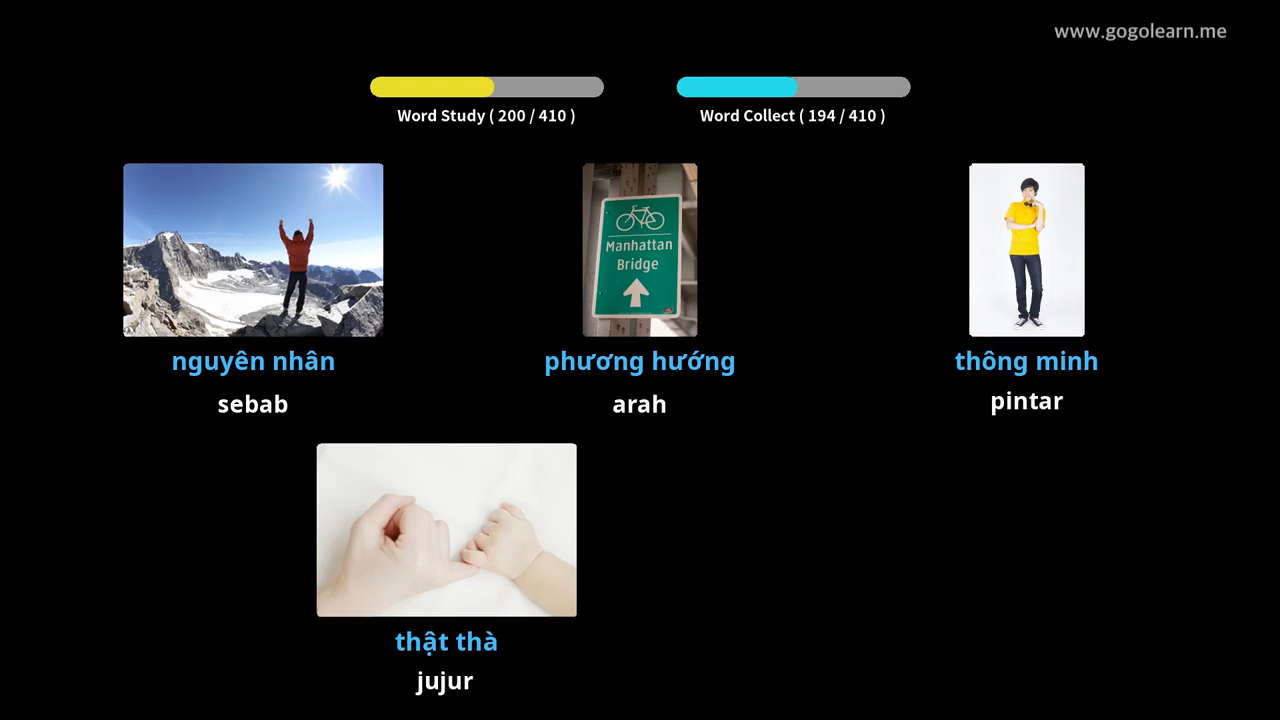 www.gogolearn.me
Word Study ( 200 / 410 )
Word Collect ( 194 / 410 )
Manhattan
Bridge
nguyên nhân
sebab
phương hướng
arah
thông minh
pintar
thật thà
jujur